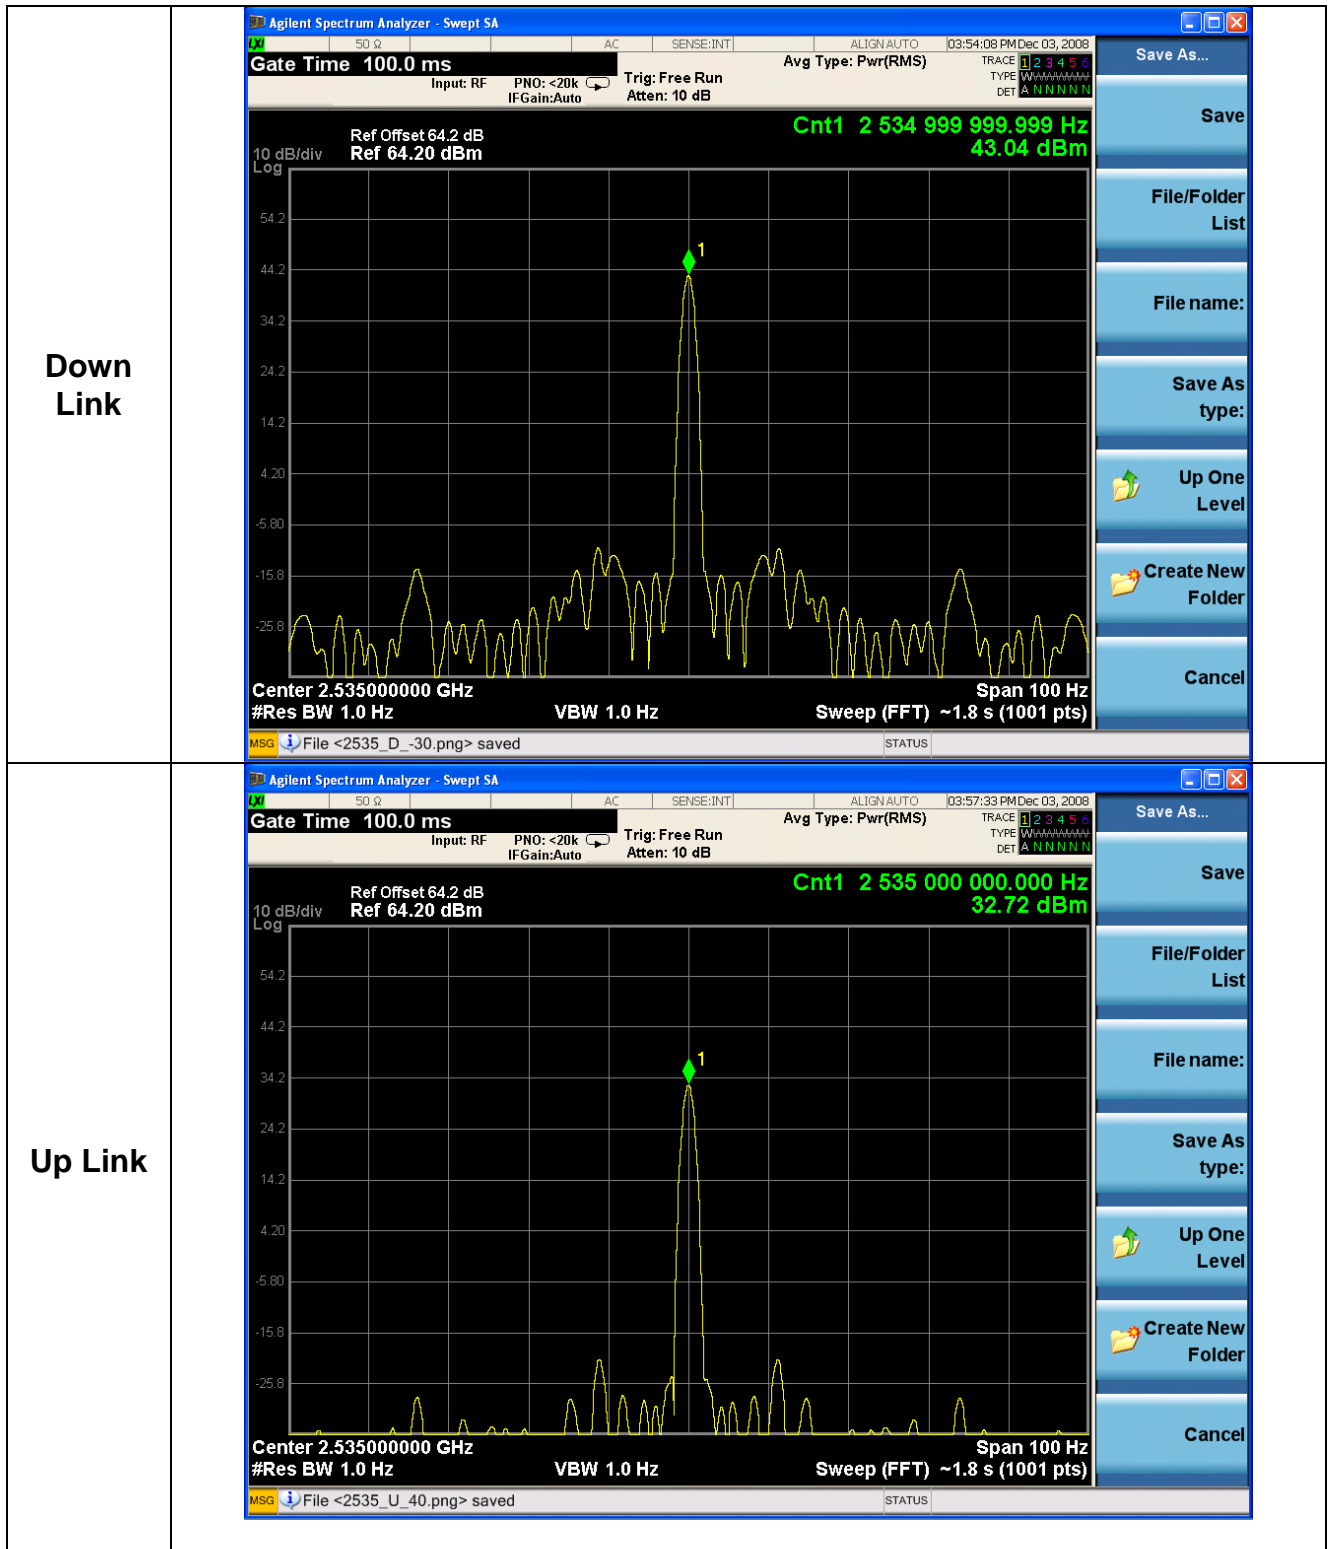 Down
Link
Agilent Spectrum Analyzer - Swept SA
LXI 50 Ω AC SENSE:INT ALIGN AUTO 03:54:08 PM Dec 03, 2008
Gate Time 100.0 ms
Input: RF PNO: <20k
IFGain:Auto
Trig: Free Run
Atten: 10 dB
Avg Type: Pwr(RMS)
TRACE 1 2 3 4 5 6
TYPE
DET A N N N N N
Cnt1 2 534 999 999.999 Hz
43.04 dBm
Ref Offset 64.2 dB
10 dB/div Ref 64.20 dBm
Log
54.2
1
44.2
34.2
24.2
14.2
4.20
-5.80
-15.8
-25.8
Center 2.535000000 GHz Span 100 Hz
#Res BW 1.0 Hz VBW 1.0 Hz Sweep (FFT) ~1.8 s (1001 pts)
MSG File <2535_D_-30.png> saved STATUS
Save As...
Save
File/Folder
List
File name:
Save As
type:
Up One
Level
Create New
Folder
Cancel
Up Link
Agilent Spectrum Analyzer - Swept SA
LXI 50 Ω AC SENSE:INT ALIGN AUTO 03:57:33 PM Dec 03, 2008
Gate Time 100.0 ms
Input: RF PNO: <20k
IFGain:Auto
Trig: Free Run
Atten: 10 dB
Avg Type: Pwr(RMS)
TRACE 1 2 3 4 5 6
TYPE
DET A N N N N N
Cnt1 2 535 000 000.000 Hz
32.72 dBm
Ref Offset 64.2 dB
10 dB/div Ref 64.20 dBm
Log
54.2
44.2
1
34.2
24.2
14.2
4.20
-5.80
-15.8
-25.8
Center 2.535000000 GHz Span 100 Hz
#Res BW 1.0 Hz VBW 1.0 Hz Sweep (FFT) ~1.8 s (1001 pts)
MSG File <2535_U_40.png> saved STATUS
Save As...
Save
File/Folder
List
File name:
Save As
type:
Up One
Level
Create New
Folder
Cancel